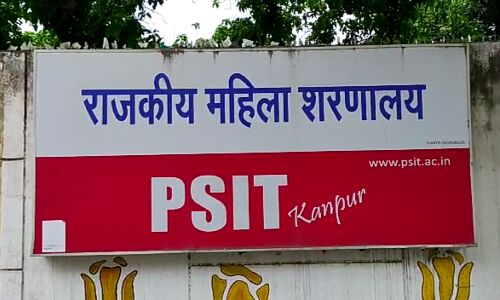 राजकीय महिला शरणालय
www.psit.ac.in
PSIT Kanpur